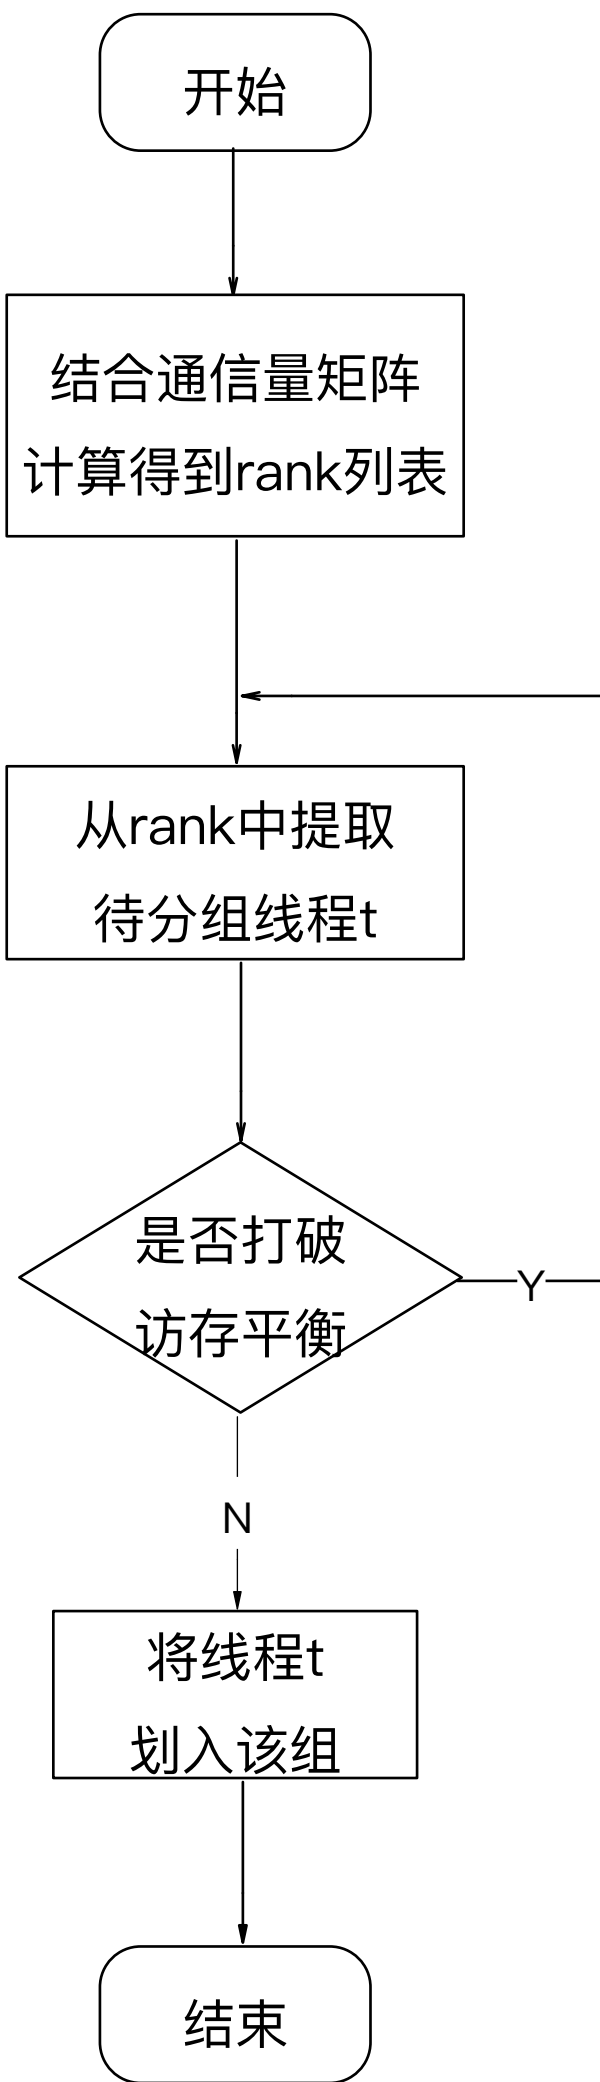 开始
结合通信量矩阵
计算得到rank列表
从rank中提取
待分组线程t
是否打破
访存平衡
Y
N
将线程t
划入该组
结束